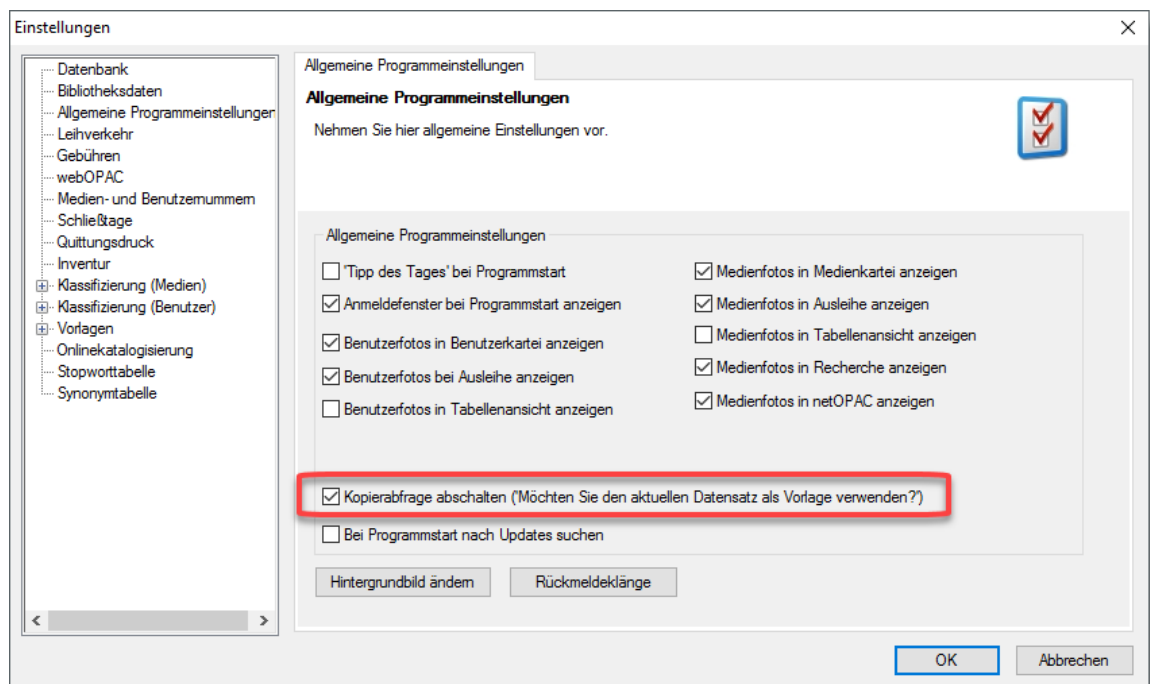 Einstellungen
Datenbank
Bibliotheksdaten
Allgemeine Programmeinstellungen
Leihverkehr
Gebühren
webOPAC
Medien- und Benutzernummern
Schließtage
Quittungsdruck
Inventur
Klassifizierung (Medien)
Klassifizierung (Benutzer)
Vorlagen
Onlinekatalogisierung
Stopworttabelle
Synonymtabelle
Allgemeine Programmeinstellungen
Allgemeine Programmeinstellungen
Nehmen Sie hier allgemeine Einstellungen vor.
Allgemeine Programmeinstellungen
'Tipp des Tages' bei Programmstart
Anmeldefenster bei Programmstart anzeigen
Benutzerfotos in Benutzerkartei anzeigen
Benutzerfotos bei Ausleihe anzeigen
Benutzerfotos in Tabellenansicht anzeigen
Medienfotos in Medienkartei anzeigen
Medienfotos in Ausleihe anzeigen
Medienfotos in Tabellenansicht anzeigen
Medienfotos in Recherche anzeigen
Medienfotos in netOPAC anzeigen
Kopierabfrage abschalten ('Möchten Sie den aktuellen Datensatz als Vorlage verwenden?')
Bei Programmstart nach Updates suchen
Hintergrundbild ändern
Rückmeldeklänge
OK
Abbrechen